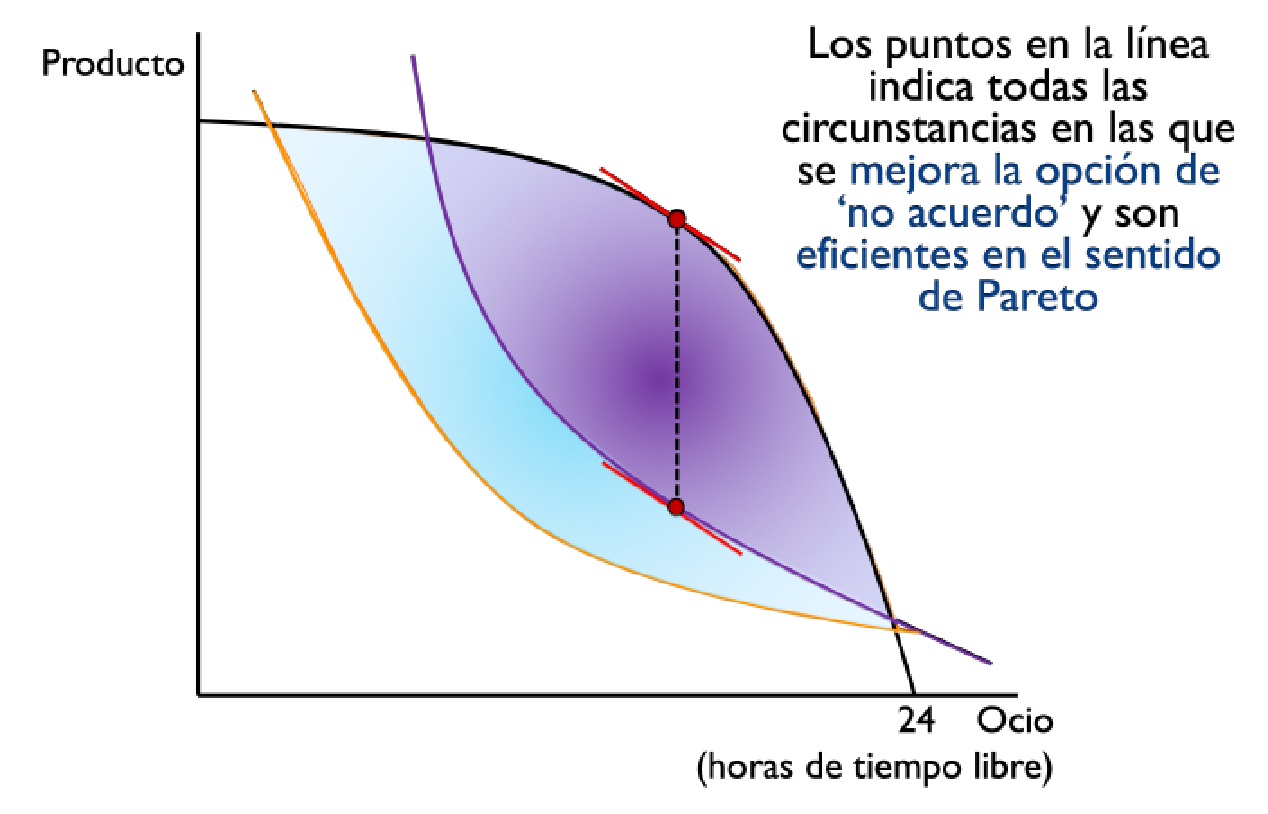 Producto
Los puntos en la línea
indica todas las
circunstancias en las que
se mejora la opción de
‘no acuerdo’ y son
eficientes en el sentido
de Pareto
24 Ocio
(horas de tiempo libre)